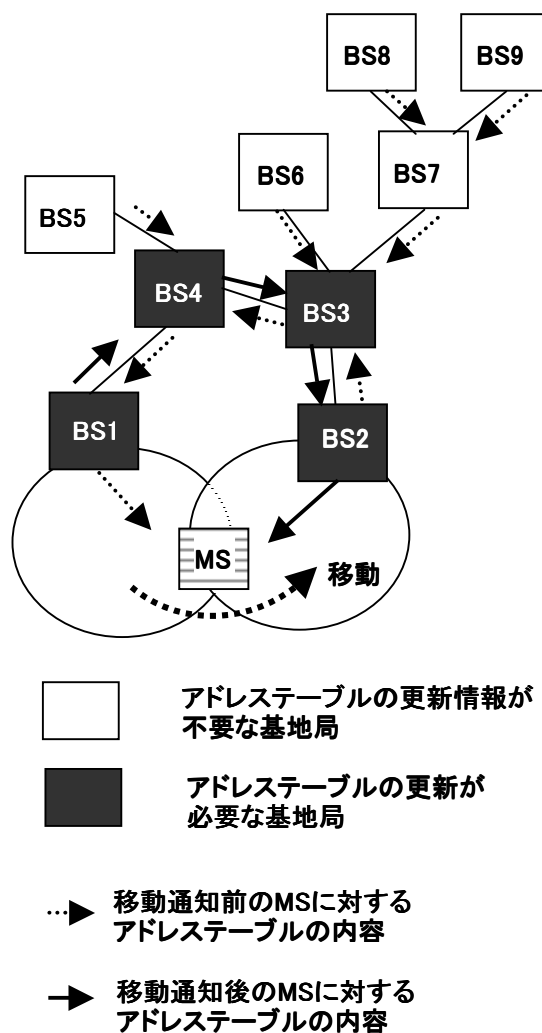 BS8
BS9
BS6
BS7
BS5
BS4
BS3
BS1
BS2
MS
移動
アドレステーブルの更新情報が
不要な基地局
アドレステーブルの更新が
必要な基地局
移動通知前のMSに対する
アドレステーブルの内容
移動通知後のMSに対する
アドレステーブルの内容